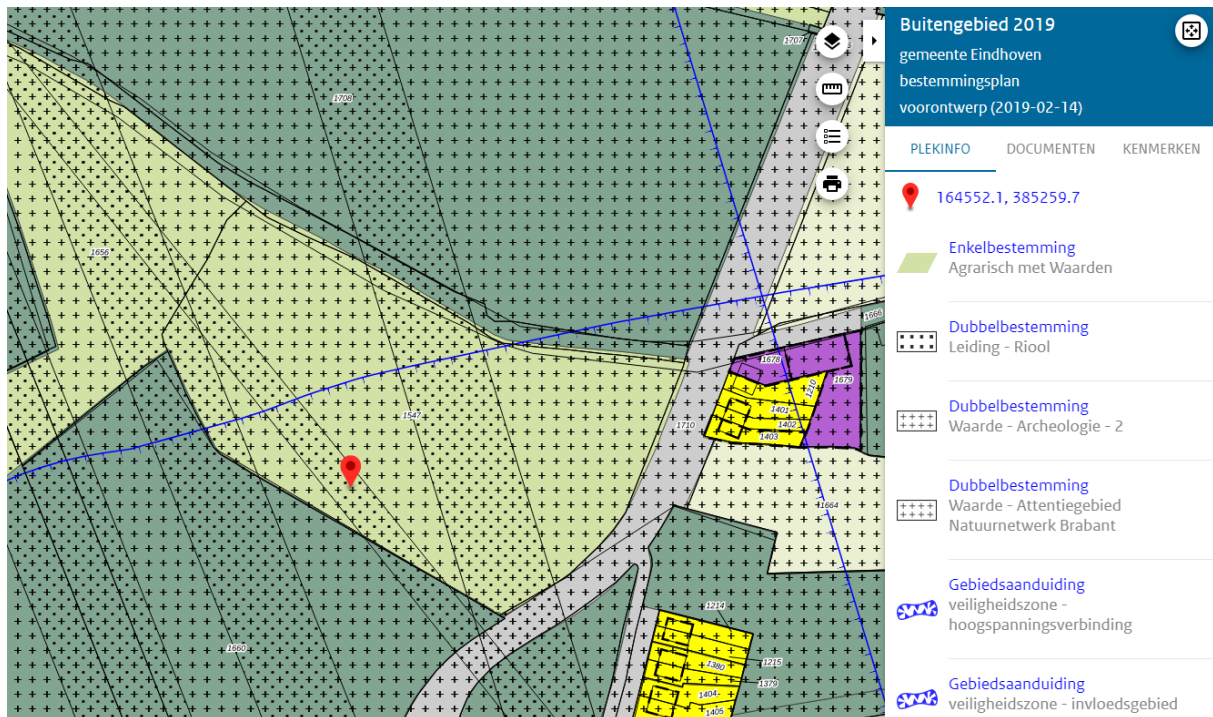 1707
1708
1656
1547
1710
1666
1678
1679
1210
1401
1402
1403
1664
1660
1214
1380
1215
1379
1404
1405
Buitengebied 2019
gemeente Eindhoven
bestemmingsplan
voorontwerp (2019-02-14)
PLEKINFO DOCUMENTEN KENMERKEN
164552.1, 385259.7
Enkelbestemming
Agrarisch met Waarden
Dubbelbestemming
Leiding - Riool
Dubbelbestemming
Waarde - Archeologie - 2
Dubbelbestemming
Waarde - Attentiegebied
Natuurnetwerk Brabant
Gebiedsaanduiding
veiligheidszone -
hoogspanningsverbinding
Gebiedsaanduiding
veiligheidszone - invloedsgebied